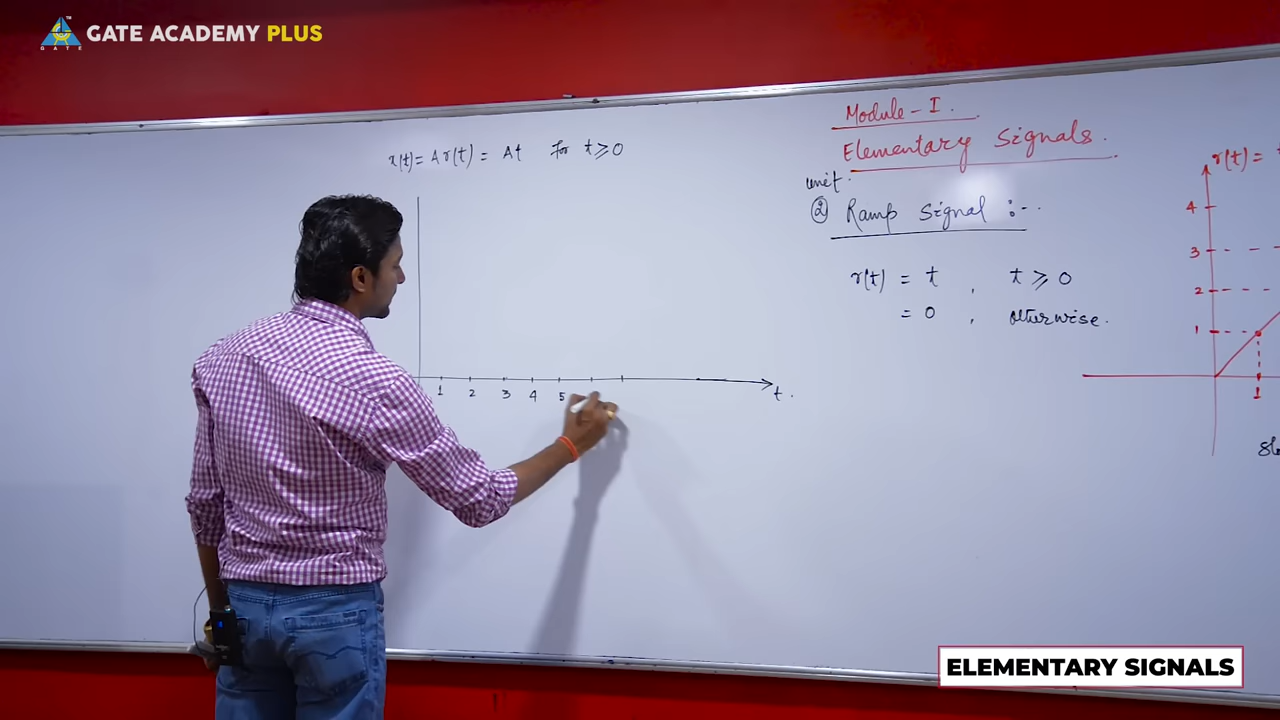 GATE ACADEMY PLUS
GATE
x(t) = A r(t) = At for t ≥ 0
1 2 3 4 5
t.
Module - I.
Elementary Signals.
unit.
② Ramp Signal :-
r(t) = t , t ≥ 0
= 0 , otherwise.
r(t) =
4
3
2
1
1
ELEMENTARY SIGNALS